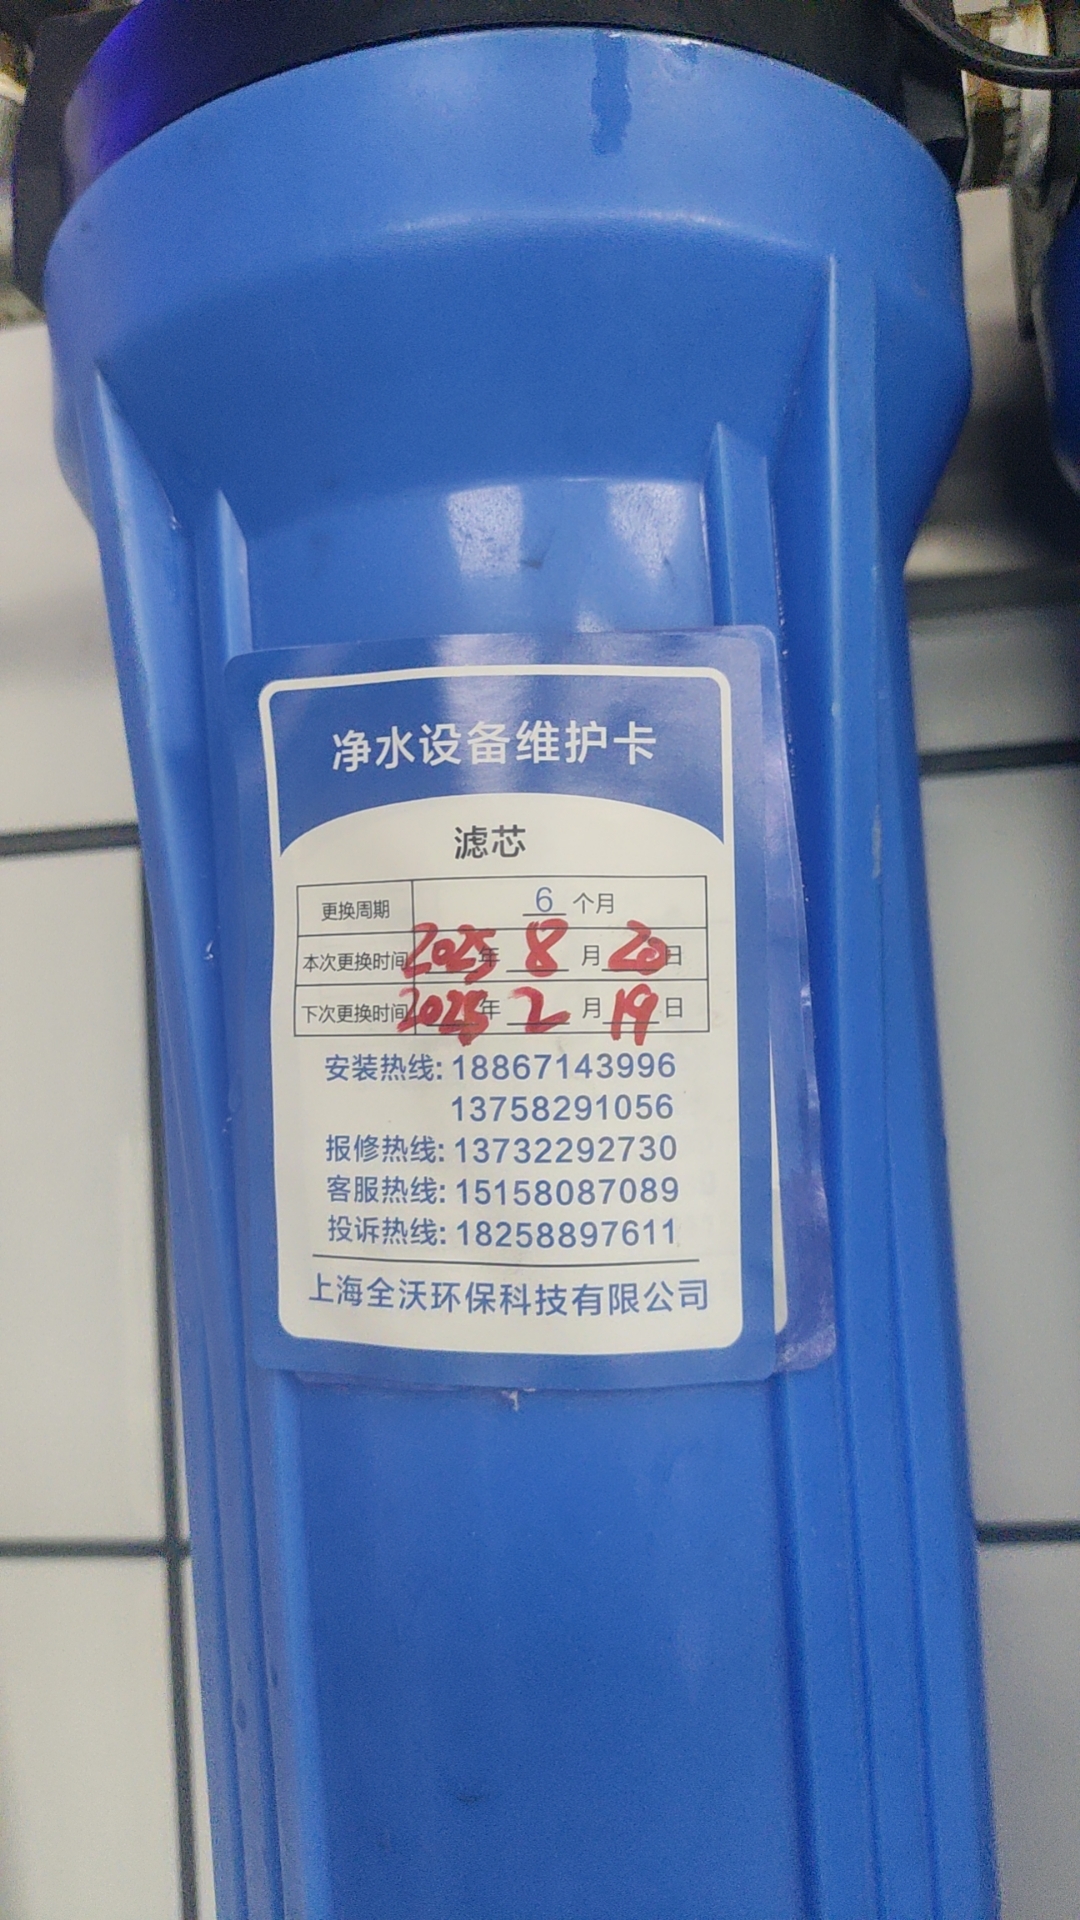 净水设备维护卡
滤芯
更换周期 6 个月
本次更换时间 2025 年 8 月 20 日
下次更换时间 年 2 月 19 日
安装热线: 18867143996
13758291056
报修热线: 13732292730
客服热线: 15158087089
投诉热线: 18258897611
上海全沃环保科技有限公司